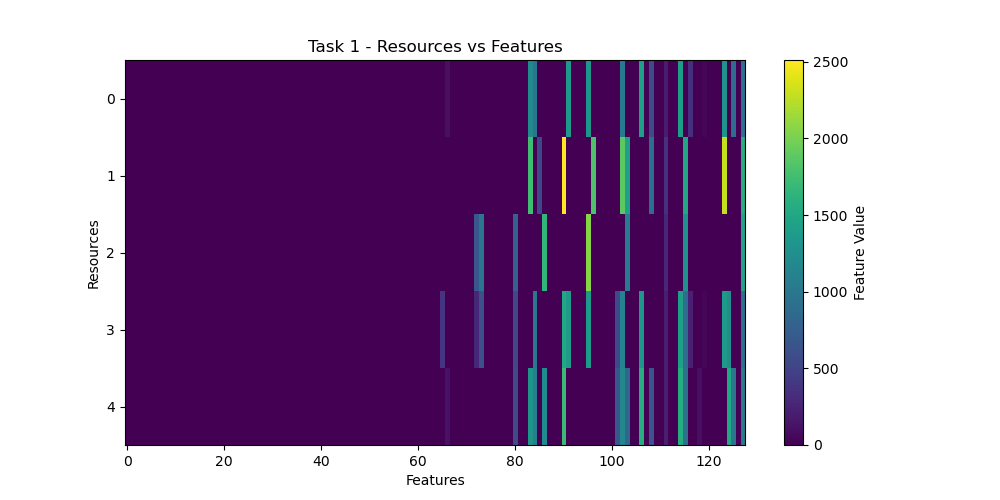 Task 1 - Resources vs Features
Resources
0
1
2
3
4
0 20 40 60 80 100 120
Features
2500
2000
1500
1000
500
0
Feature Value